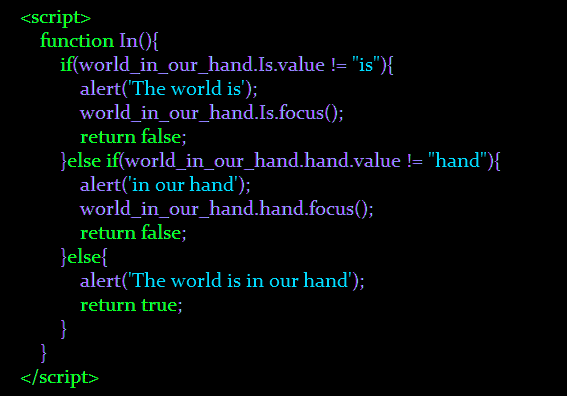 <script>
function In(){
if(world_in_our_hand.Is.value != "is"){
alert('The world is');
world_in_our_hand.Is.focus();
return false;
}else if(world_in_our_hand.hand.value != "hand"){
alert('in our hand');
world_in_our_hand.hand.focus();
return false;
}else{
alert('The world is in our hand');
return true;
}
}
</script>